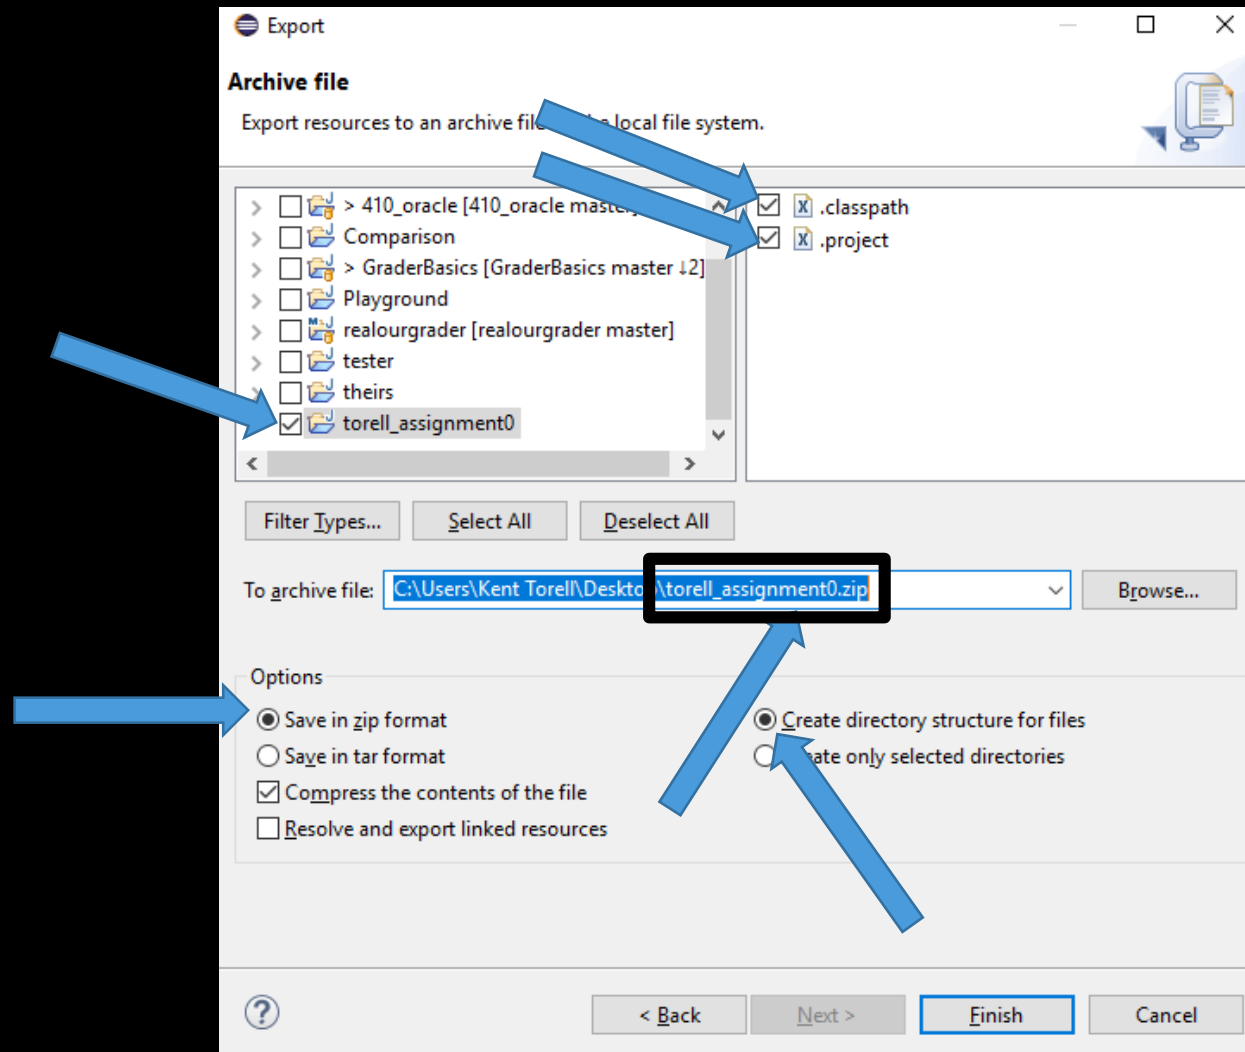 Export
Archive file
Export resources to an archive file local file system.
> 410_oracle [410_oracle master]
Comparison
> GraderBasics [GraderBasics master ↓2]
Playground
realourgrader [realourgrader master]
tester
theirs
torell_assignment0
.classpath
.project
Filter Types...
Select All
Deselect All
To archive file:
C:\Users\Kent Torell\Desktop\torell_assignment0.zip
Browse...
Options
Save in zip format
Create directory structure for files
Save in tar format
Create only selected directories
Compress the contents of the file
Resolve and export linked resources
< Back
Next >
Finish
Cancel